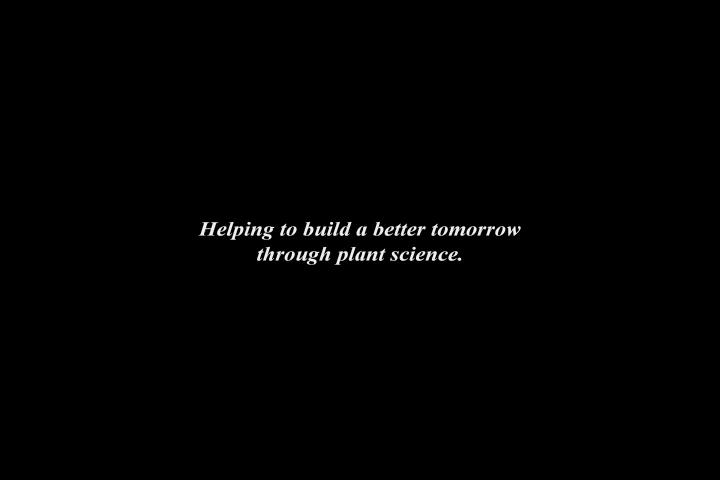 Helping to build a better tomorrow
through plant science.